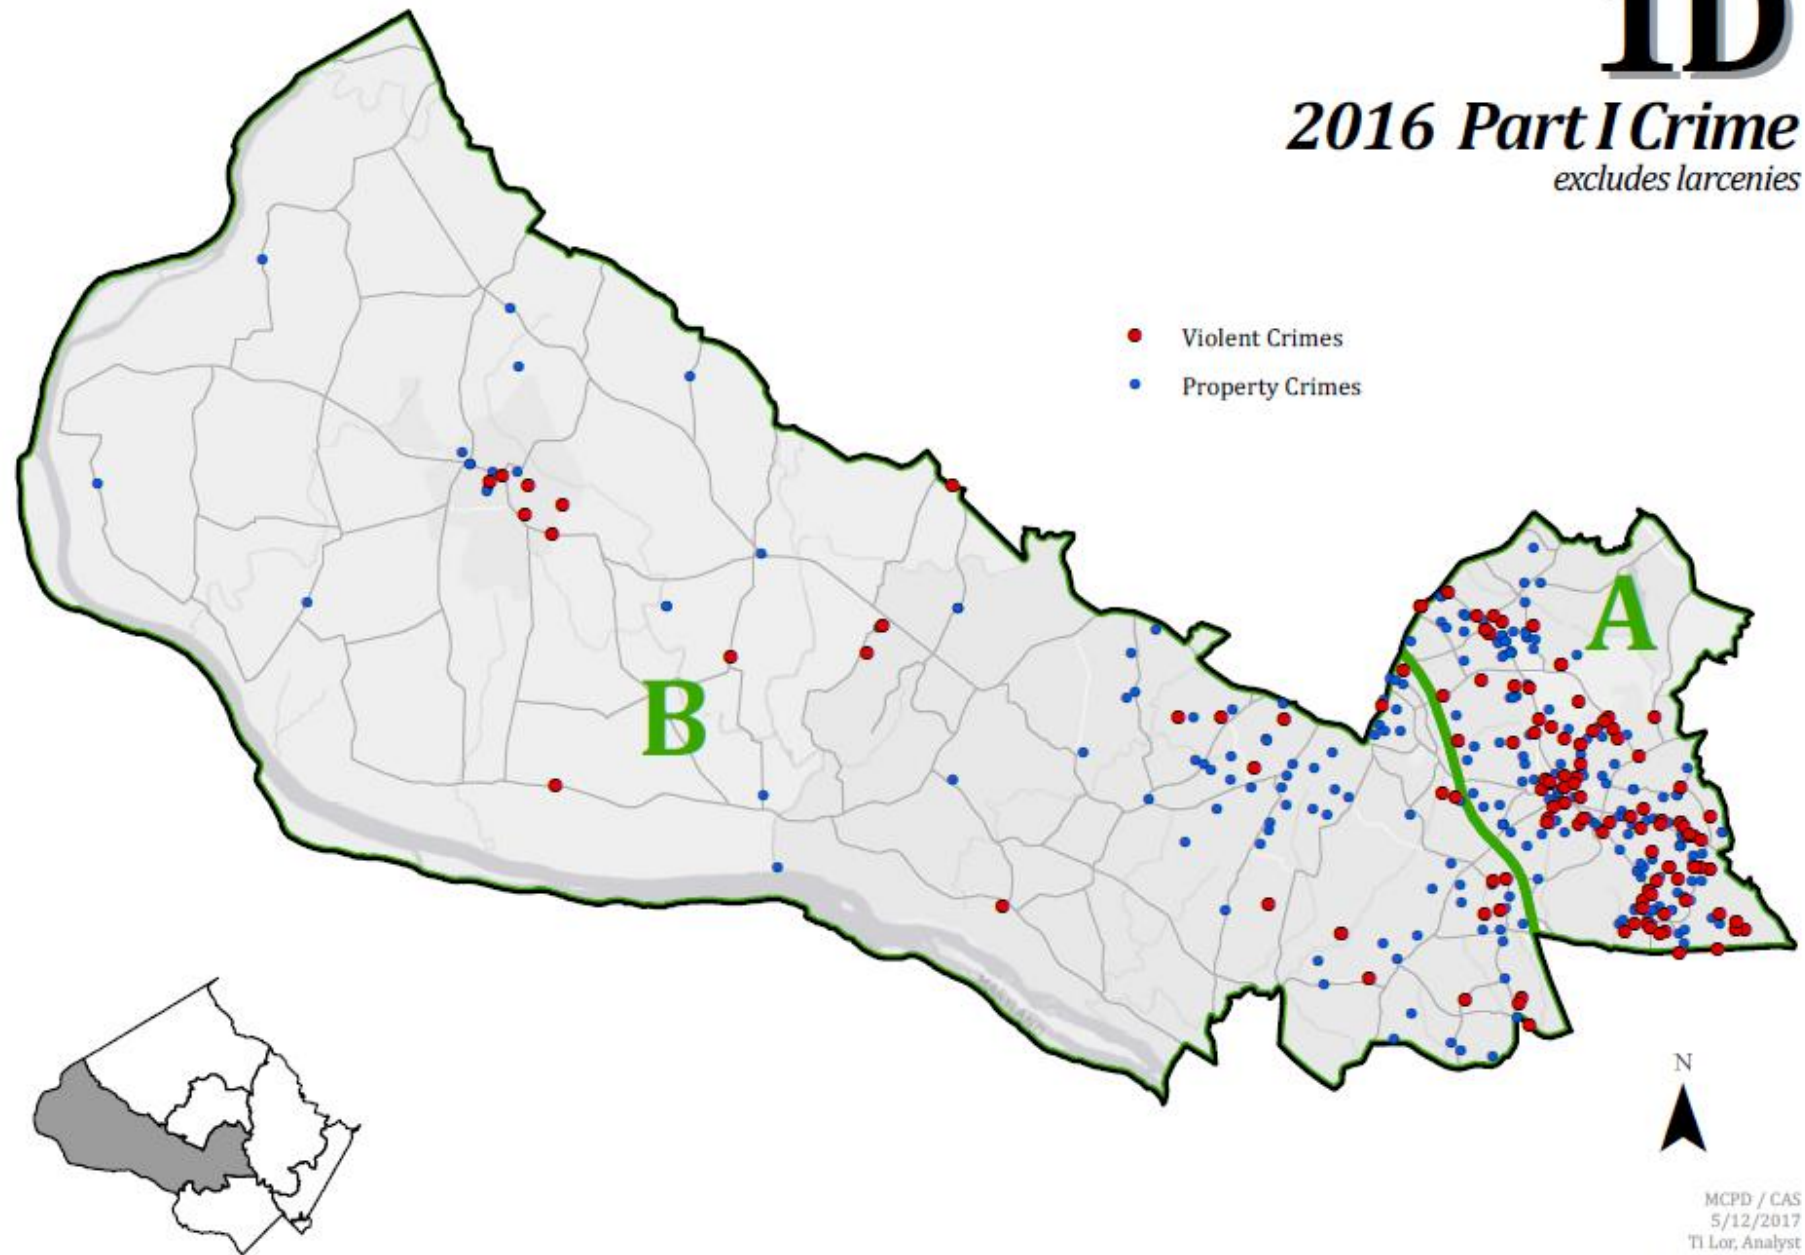 1D
2016 Part I Crime
excludes larcenies
Violent Crimes
Property Crimes
A
B
N
MCPD / CAS
5/12/2017
Ti Lor, Analyst